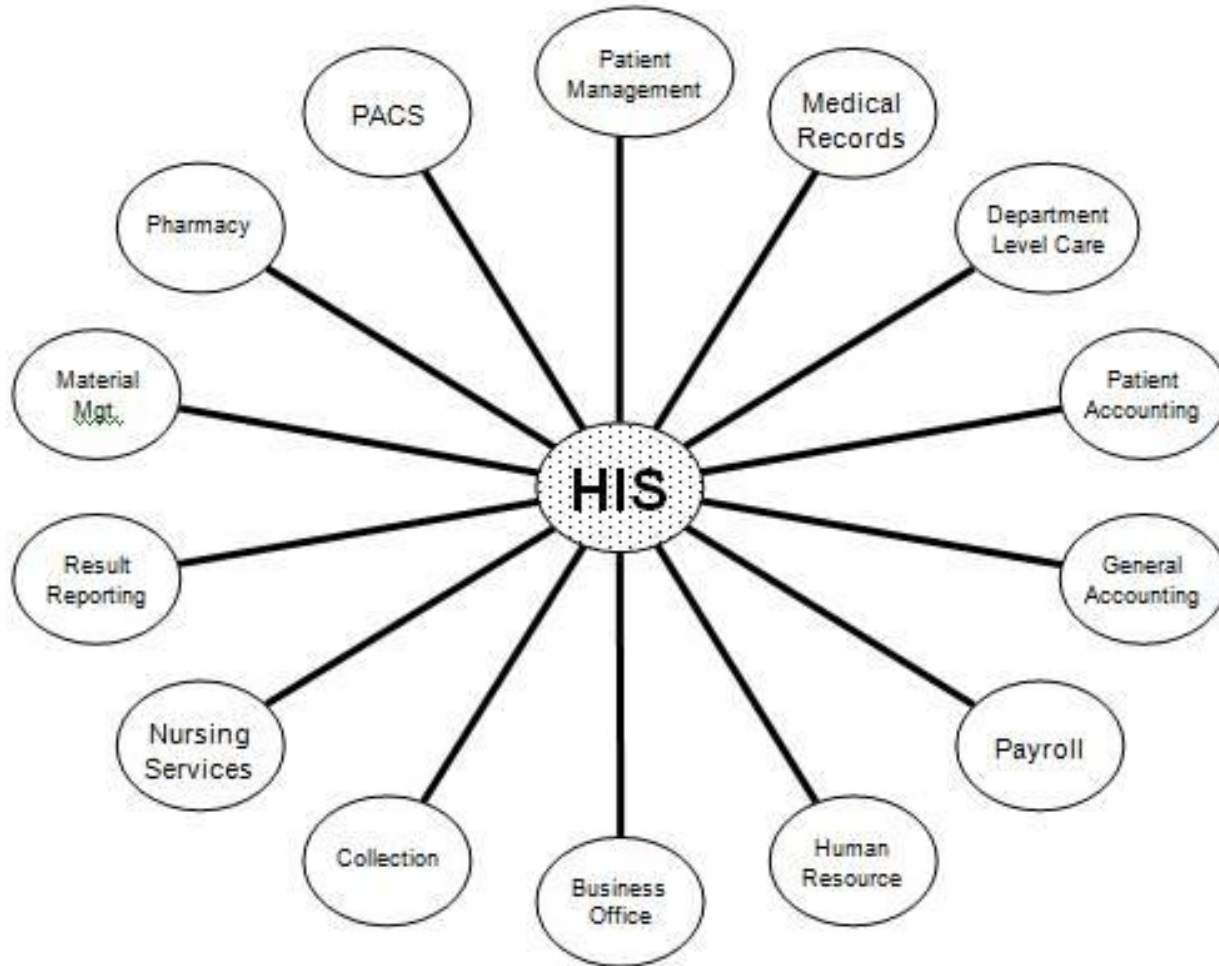 Patient
Management
Medical
Records
Department
Level Care
Patient
Accounting
General
Accounting
Payroll
Human
Resource
Business
Office
Collection
Nursing
Services
Result
Reporting
Material
Mgt.
Pharmacy
PACS
HIS